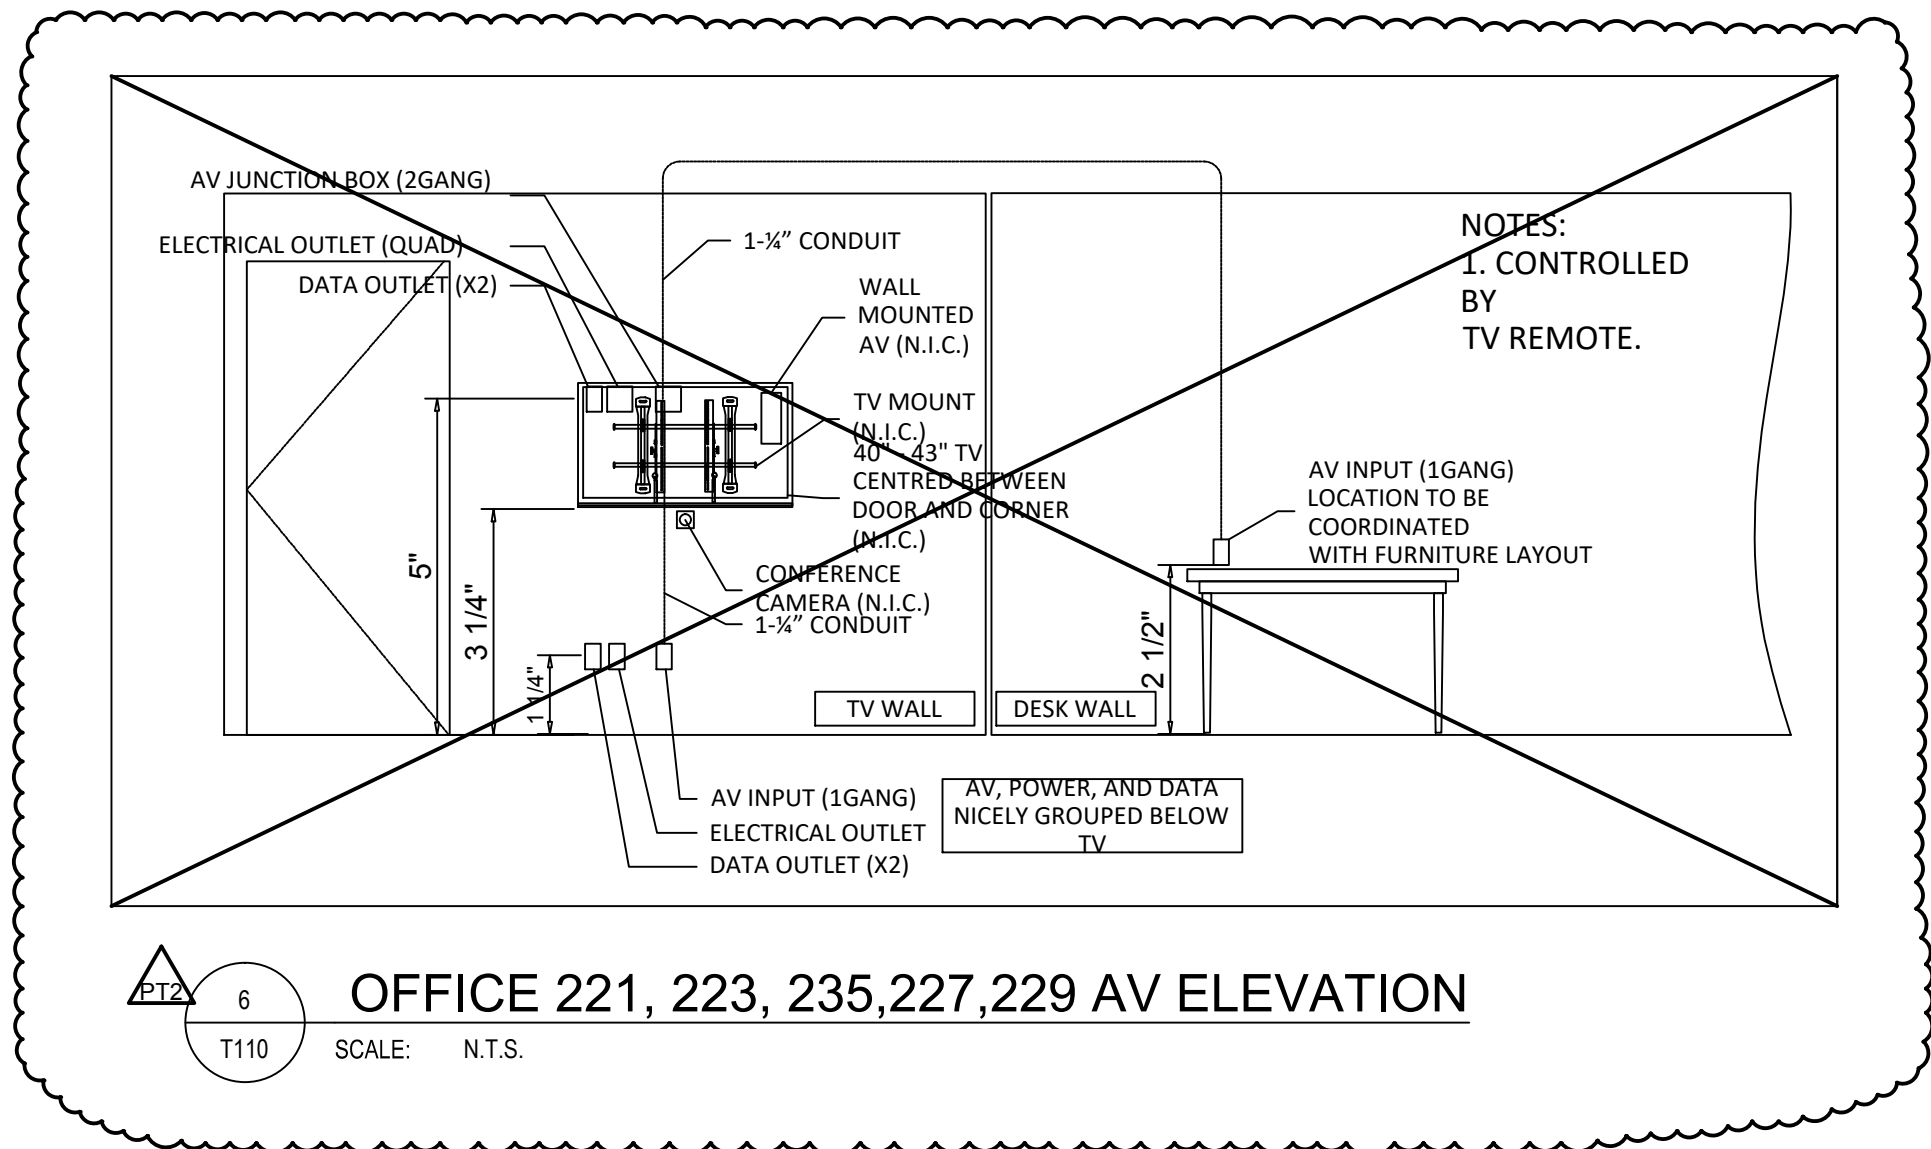 AV JUNCTION BOX (2GANG)
ELECTRICAL OUTLET (QUAD)
DATA OUTLET (X2)
1-¼” CONDUIT
WALL
MOUNTED
AV (N.I.C.)
TV MOUNT
(N.I.C.)
40" - 43" TV
CENTRED BETWEEN
DOOR AND CORNER
(N.I.C.)
CONFERENCE
CAMERA (N.I.C.)
1-¼” CONDUIT
NOTES:
1. CONTROLLED
BY
TV REMOTE.
AV INPUT (1GANG)
LOCATION TO BE
COORDINATED
WITH FURNITURE LAYOUT
5"
3 1/4"
1 1/4"
2 1/2"
TV WALL
DESK WALL
AV INPUT (1GANG)
ELECTRICAL OUTLET
DATA OUTLET (X2)
AV, POWER, AND DATA
NICELY GROUPED BELOW
TV
PT2
6
T110
OFFICE 221, 223, 235,227,229 AV ELEVATION
SCALE: N.T.S.